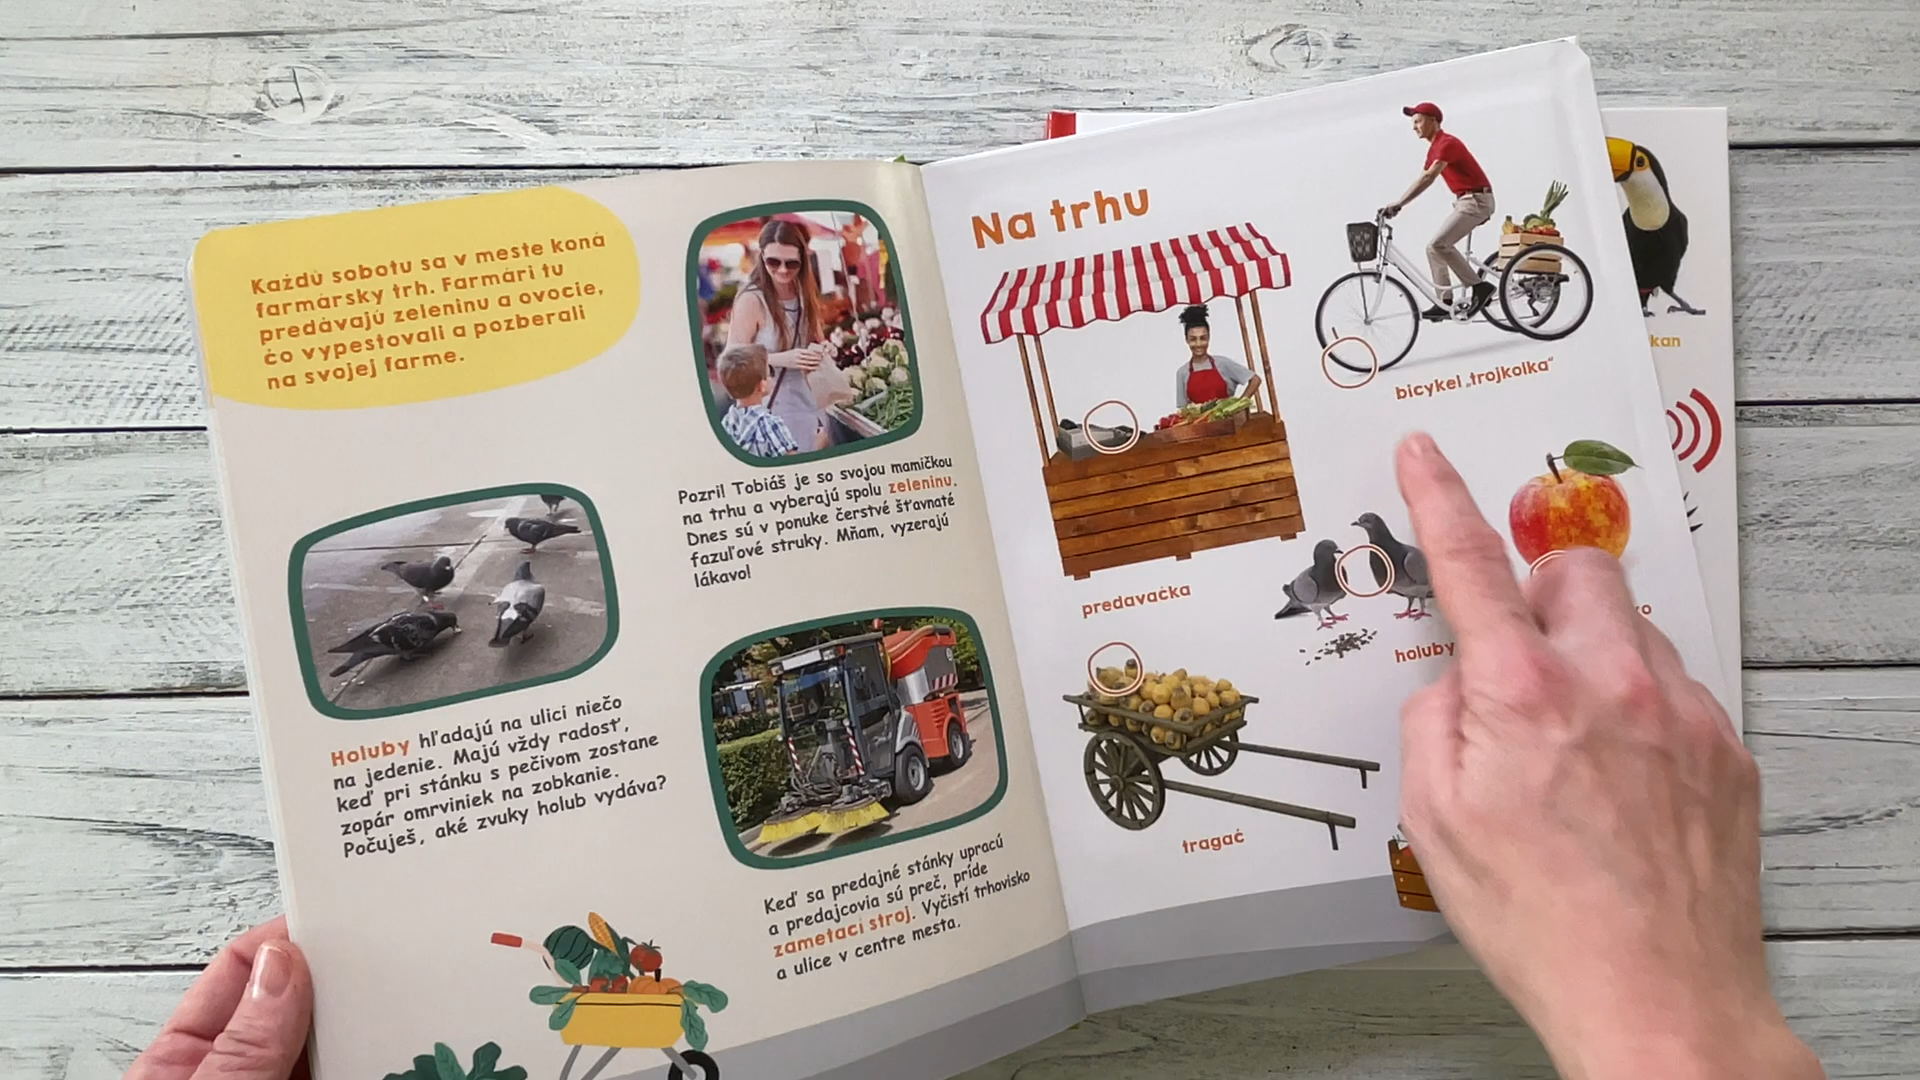 Každú sobotu sa v meste koná
farmársky trh. Farmári tu
predávajú zeleninu a ovocie,
čo vypestovali a pozberali
na svojej farme.
Pozri! Tobiáš je so svojou mamičkou
na trhu a vyberajú spolu zeleninu.
Dnes sú v ponuke čerstvé šťavnaté
fazuľové struky. Mňam, vyzerajú
lákavo!
Holuby hľadajú na ulici niečo
na jedenie. Majú vždy radosť,
keď pri stánku s pečivom zostane
zopár omrviniek na zobkanie.
Počuješ, aké zvuky holub vydáva?
Keď sa predajné stánky upracú
a predajcovia sú preč, príde
zametací stroj. Vyčistí trhovisko
a ulice v centre mesta.
Na trhu
bicykel „trojkolka“
predavačka
holuby
tragač
kan